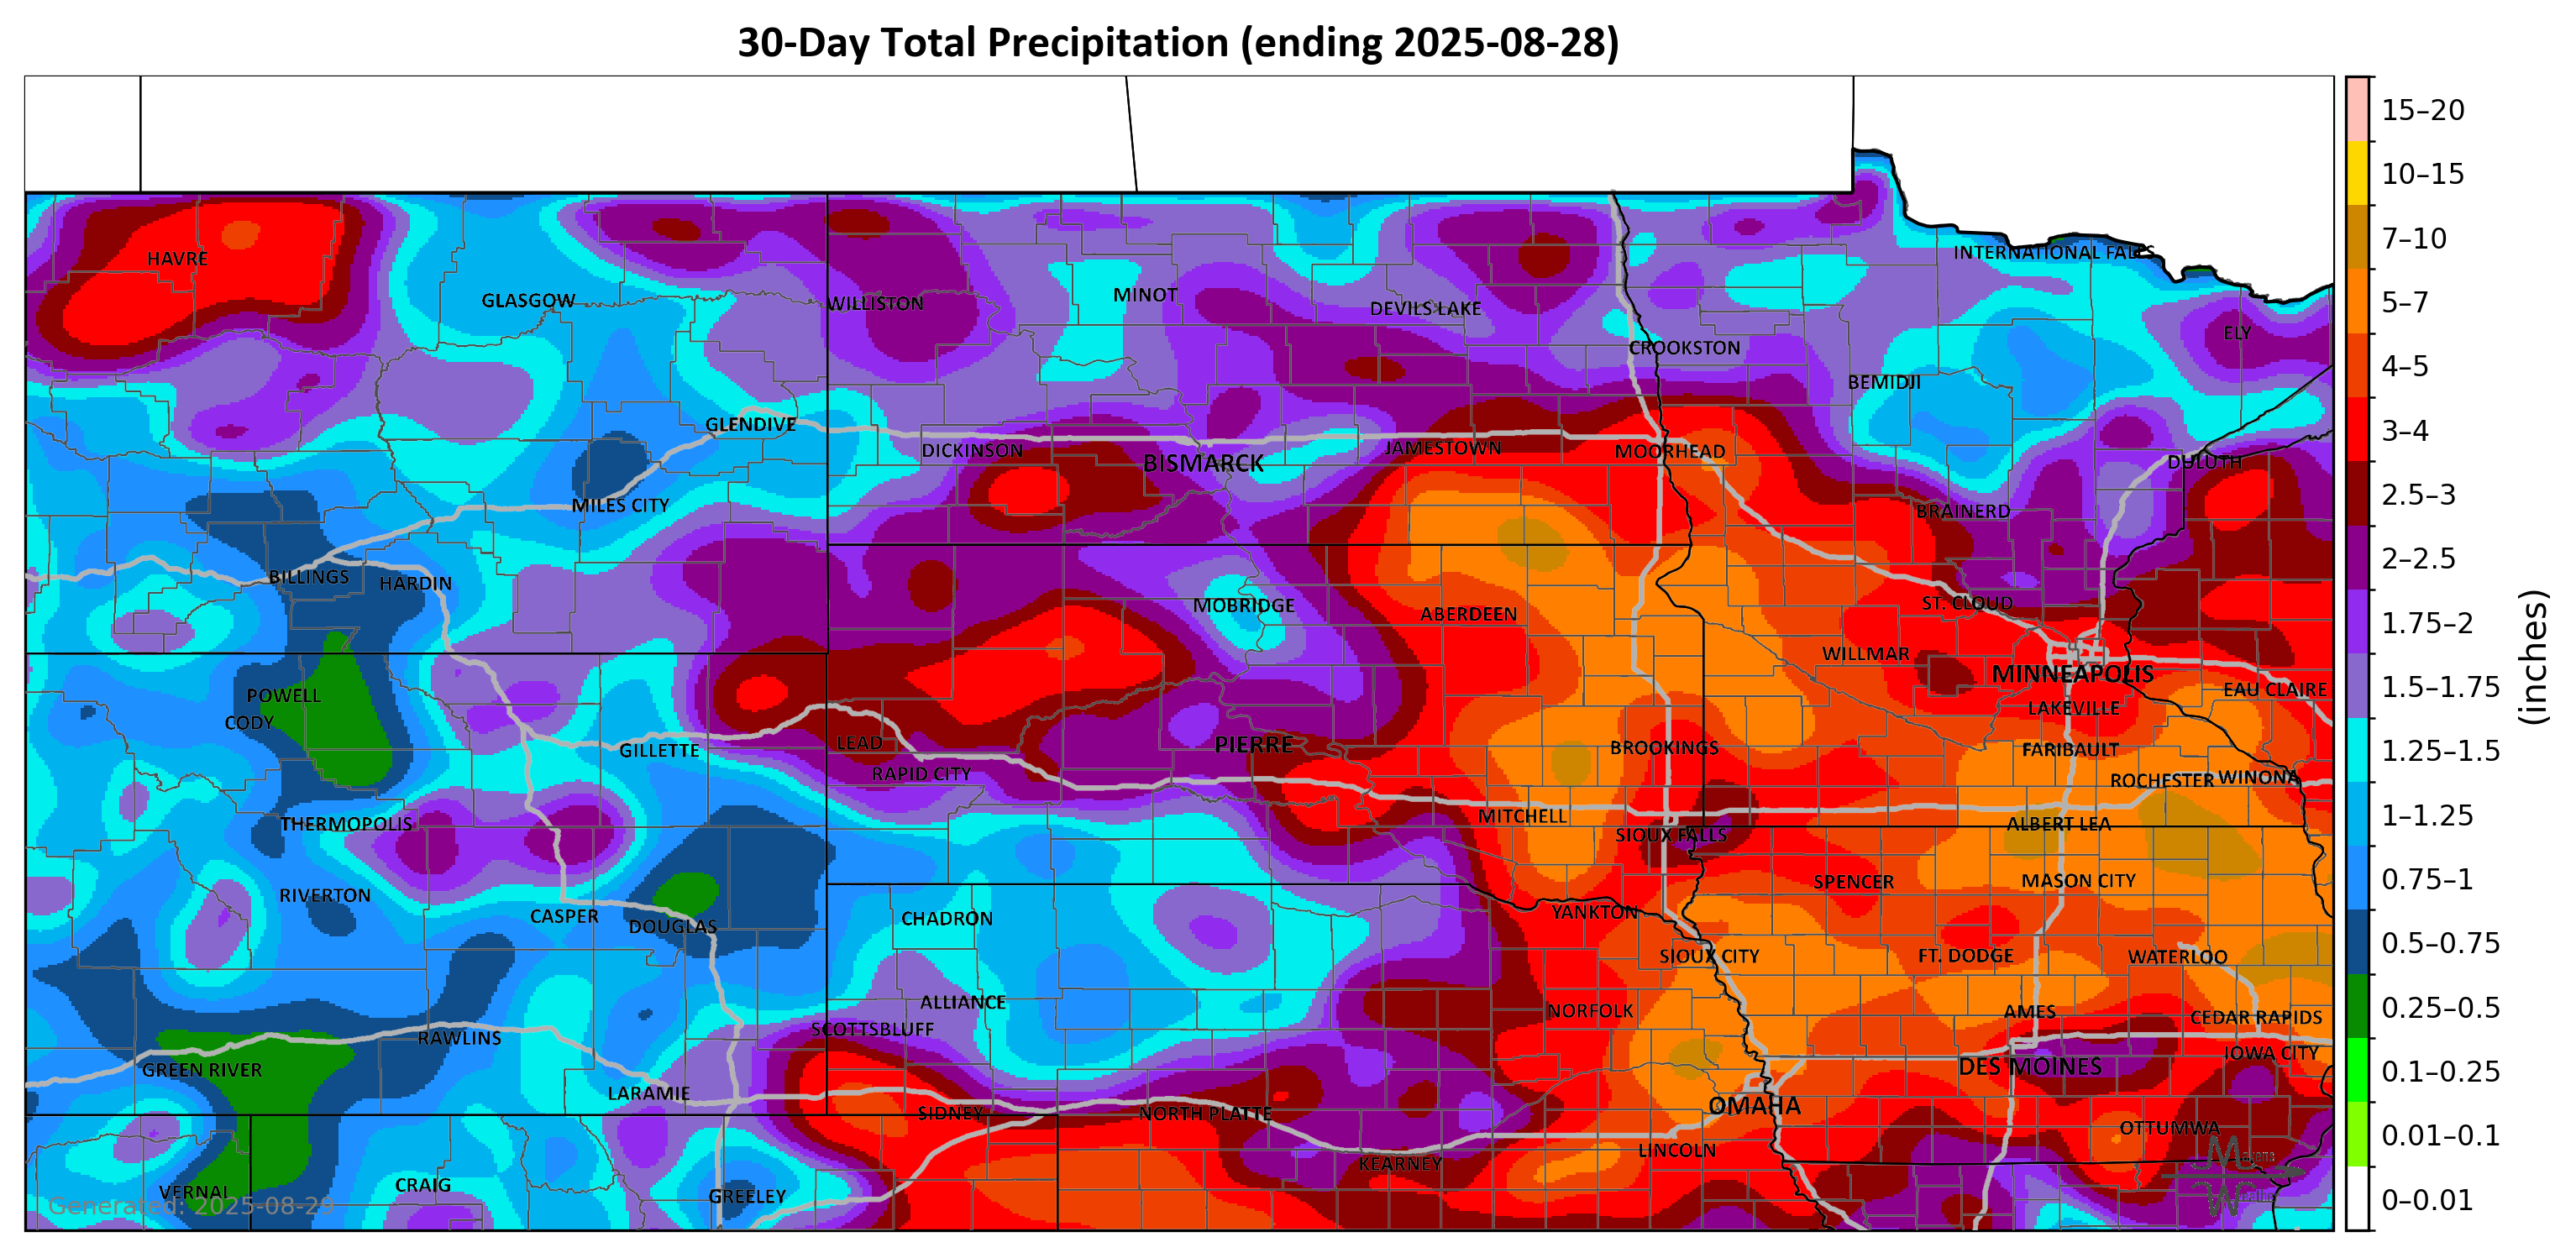 30-Day Total Precipitation (ending 2025-08-28)
15–20
10–15
7–10
5–7
4–5
3–4
2.5–3
2–2.5
1.75–2
1.5–1.75
1.25–1.5
1–1.25
0.75–1
0.5–0.75
0.25–0.5
0.1–0.25
0.01–0.1
0–0.01
(inches)
HAVRE
INTERNATIONAL FALLS
GLASGOW
WILLISTON
MINOT
DEVILS LAKE
ELY
CROOKSTON
BEMIDJI
GLENDIVE
DICKINSON
BISMARCK
JAMESTOWN
MOORHEAD
DULUTH
MILES CITY
BRAINERD
BILLINGS
HARDIN
MOBRIDGE
ABERDEEN
ST. CLOUD
WILLMAR
MINNEAPOLIS
POWELL
EAU CLAIRE
CODY
LAKEVILLE
GILLETTE
LEAD
PIERRE
BROOKINGS
FARIBAULT
RAPID CITY
ROCHESTER
WINONA
THERMOPOLIS
MITCHELL
SIOUX FALLS
ALBERT LEA
RIVERTON
SPENCER
MASON CITY
CASPER
DOUGLAS
CHADRON
YANKTON
SIOUX CITY
FT. DODGE
WATERLOO
ALLIANCE
NORFOLK
AMES
CEDAR RAPIDS
SCOTTSBLUFF
RAWLINS
GREEN RIVER
DES MOINES
IOWA CITY
LARAMIE
SIDNEY
NORTH PLATTE
OMAHA
OTTUMWA
LINCOLN
KEARNEY
VERNAL
CRAIG
GREELEY
Generated: 2025-08-29